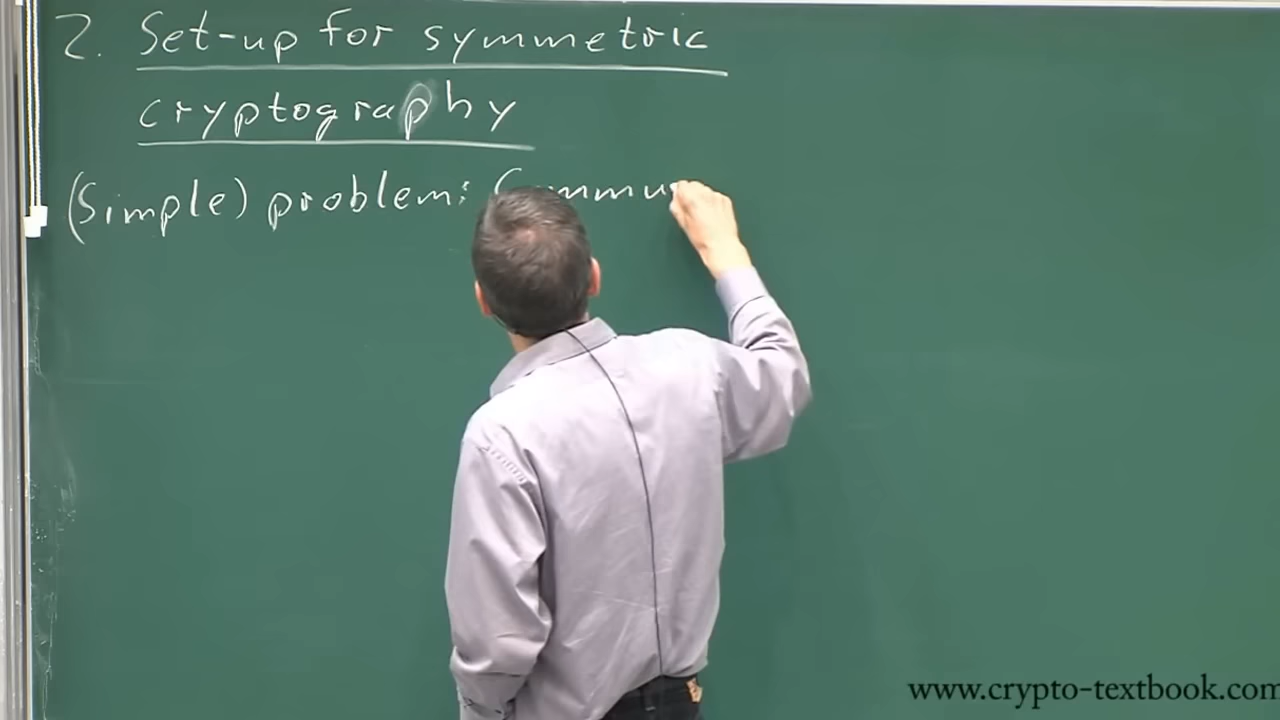 2. Set-up for symmetric
cryptography
(Simple) problem:
www.crypto-textbook.com